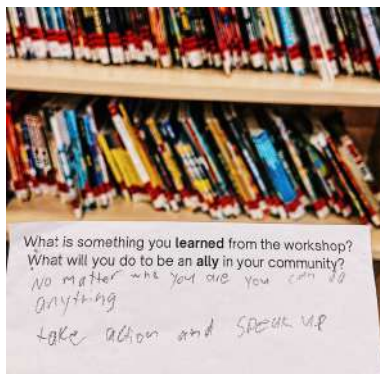 What is something you learned from the workshop?
What will you do to be an ally in your community?
No matter who you are you can do
anything
take action and speak up